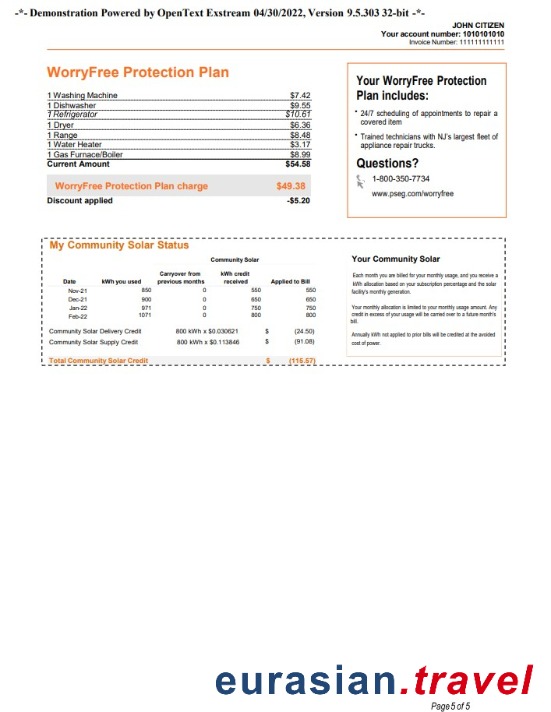 -*- Demonstration Powered by OpenText Exstream 04/30/2022, Version 9.5.303 32-bit -*-
JOHN CITIZEN
Your account number: 1010101010
Invoice Number: 111111111111
WorryFree Protection Plan
1 Washing Machine $7.42
1 Dishwasher $9.55
1 Refrigerator $10.61
1 Dryer $6.36
1 Range $8.48
1 Water Heater $3.17
1 Gas Furnace/Boiler $8.99
Current Amount $54.58
WorryFree Protection Plan charge $49.38
Discount applied -$5.20
Your WorryFree Protection
Plan includes:
* 24/7 scheduling of appointments to repair a
covered item
* Trained technicians with NJ's largest fleet of
appliance repair trucks.
Questions?
1-800-350-7734
www.pseg.com/worryfree
My Community Solar Status
Community Solar
Carryover from kWh credit
Date kWh you used previous months received Applied to Bill
Nov-21 850 0 550 550
Dec-21 900 0 650 650
Jan-22 971 0 750 750
Feb-22 1071 0 800 800
Community Solar Delivery Credit 800 kWh x $0.030621 $ (24.50)
Community Solar Supply Credit 800 kWh x $0.113846 $ (91.08)
Total Community Solar Credit $ (115.57)
Your Community Solar
Each month you are billed for your monthly usage, and you receive a
kWh allocation based on your subscription percentage and the solar
facility's monthly generation.
Your monthly allocation is limited to your monthly usage amount. Any
credit in excess of your usage will be carried over to a future month's
bill.
Annually kWh not applied to prior bills will be credited at the avoided
cost of power.
eurasian.travel
Page 5 of 5